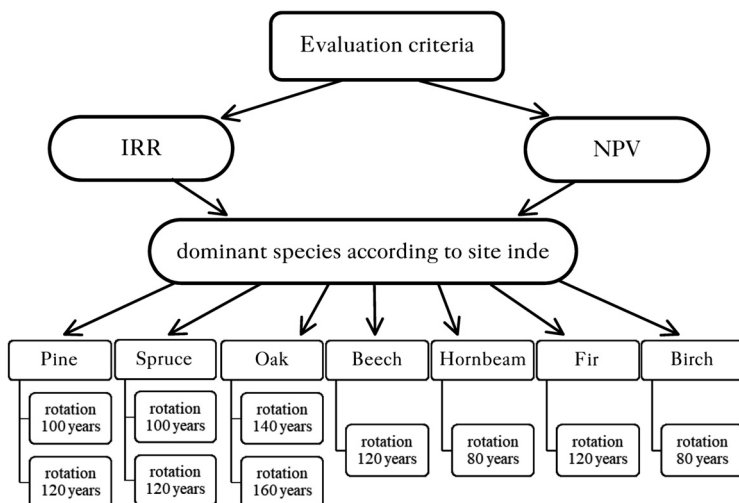 Evaluation criteria
IRR
NPV
dominant species according to site inde
Pine
Spruce
Oak
Beech
Hornbeam
Fir
Birch
rotation
100 years
rotation
120 years
rotation
100 years
rotation
120 years
rotation
140 years
rotation
160 years
rotation
120 years
rotation
80 years
rotation
120 years
rotation
80 years